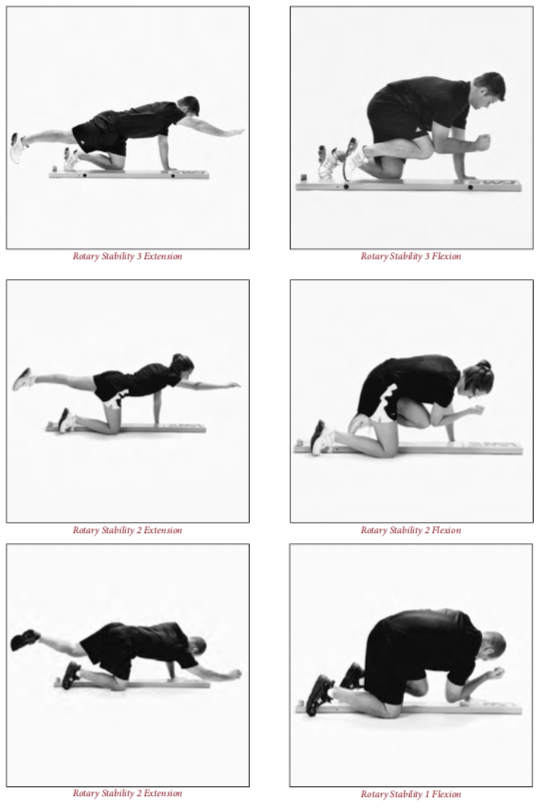 Rotary Stability 3 Extension
Rotary Stability 3 Flexion
Rotary Stability 2 Extension
Rotary Stability 2 Flexion
Rotary Stability 2 Extension
Rotary Stability 1 Flexion